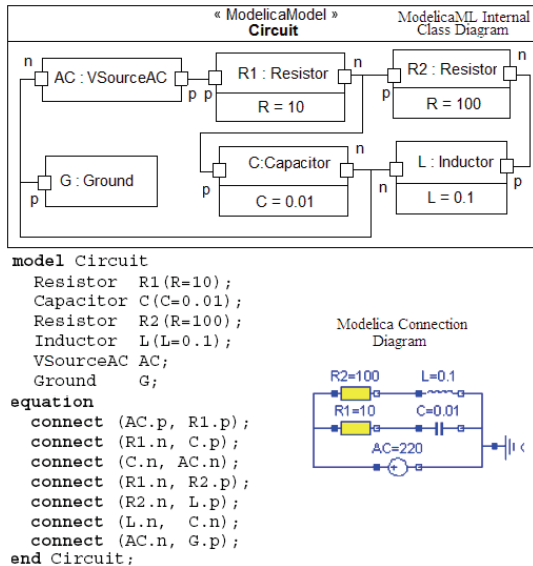 « ModelicaModel »
Circuit
ModelicaML Internal
Class Diagram
n
AC : VSourceAC
p
p
R1 : Resistor
R = 10
n
p
R2 : Resistor
R = 100
n
G : Ground
p
p
C:Capacitor
C = 0.01
n
n
L : Inductor
L = 0.1
p
model Circuit
Resistor R1(R=10);
Capacitor C(C=0.01);
Resistor R2(R=100);
Inductor L(L=0.1);
VSourceAC AC;
Ground G;
equation
connect (AC.p, R1.p);
connect (R1.n, C.p);
connect (C.n, AC.n);
connect (R1.n, R2.p);
connect (R2.n, L.p);
connect (L.n, C.n);
connect (AC.n, G.p);
end Circuit;
Modelica Connection
Diagram
R2=100 L=0.1
R1=10 C=0.01
AC=220